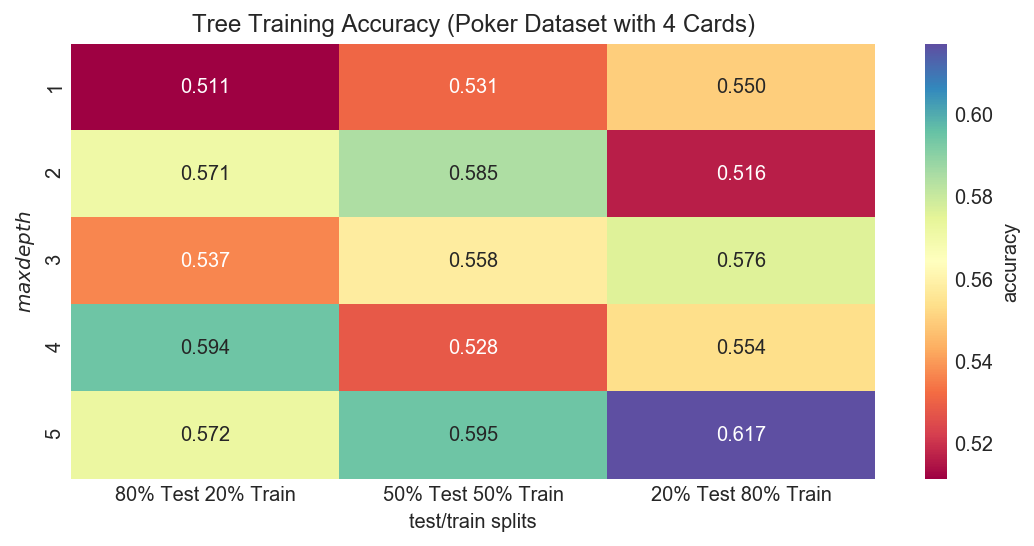 Tree Training Accuracy (Poker Dataset with 4 Cards)
1 0.511 0.531 0.550
2 0.571 0.585 0.516
3 0.537 0.558 0.576
4 0.594 0.528 0.554
5 0.572 0.595 0.617
maxdepth
80% Test 20% Train 50% Test 50% Train 20% Test 80% Train
test/train splits
0.60
0.58
0.56
0.54
0.52
accuracy